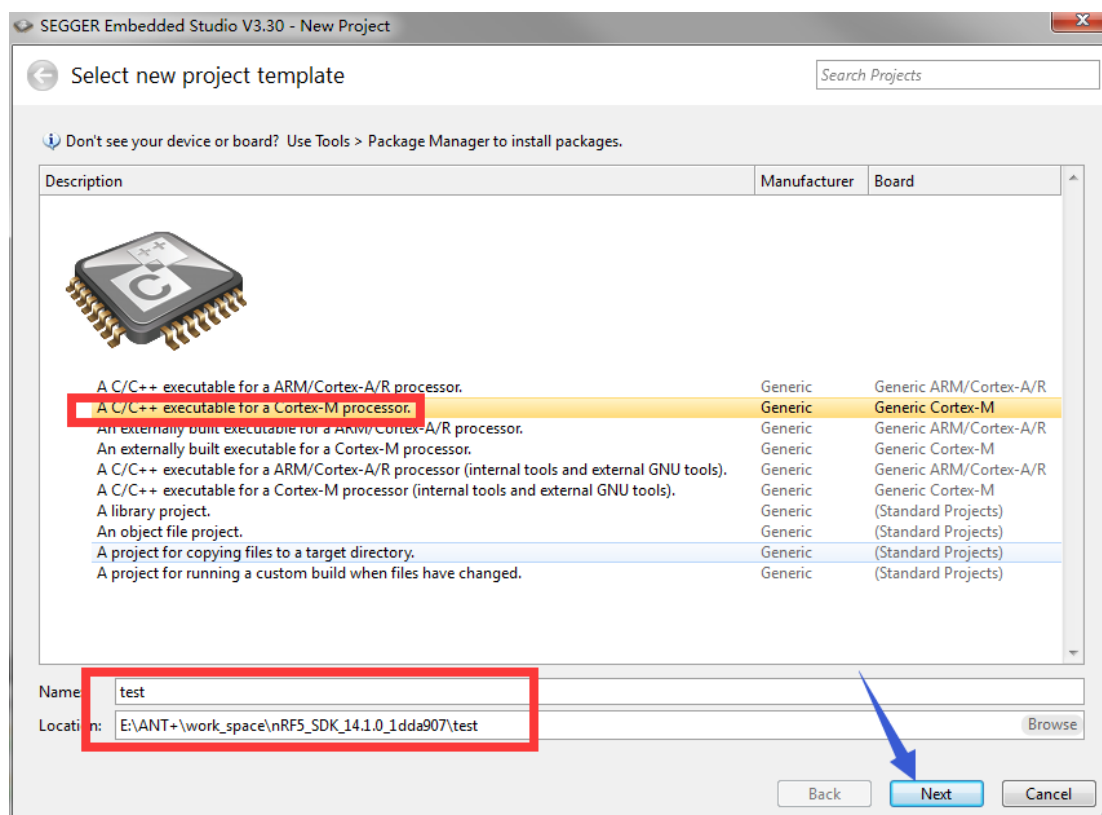 SEGGER Embedded Studio V3.30 - New Project
Select new project template
Search Projects
Don't see your device or board? Use Tools > Package Manager to install packages.
Description Manufacturer Board
C
A C/C++ executable for a ARM/Cortex-A/R processor. Generic Generic ARM/Cortex-A/R
A C/C++ executable for a Cortex-M processor. Generic Generic Cortex-M
An externally built executable for a ARM/Cortex-A/R processor. Generic Generic ARM/Cortex-A/R
An externally built executable for a Cortex-M processor. Generic Generic Cortex-M
A C/C++ executable for a ARM/Cortex-A/R processor (internal tools and external GNU tools). Generic Generic ARM/Cortex-A/R
A C/C++ executable for a Cortex-M processor (internal tools and external GNU tools). Generic Generic Cortex-M
A library project. Generic (Standard Projects)
An object file project. Generic (Standard Projects)
A project for copying files to a target directory. Generic (Standard Projects)
A project for running a custom build when files have changed. Generic (Standard Projects)
Name: test
Location: E:\ANT+\work_space\nRF5_SDK_14.1.0_1dda907\test Browse
Back Next Cancel